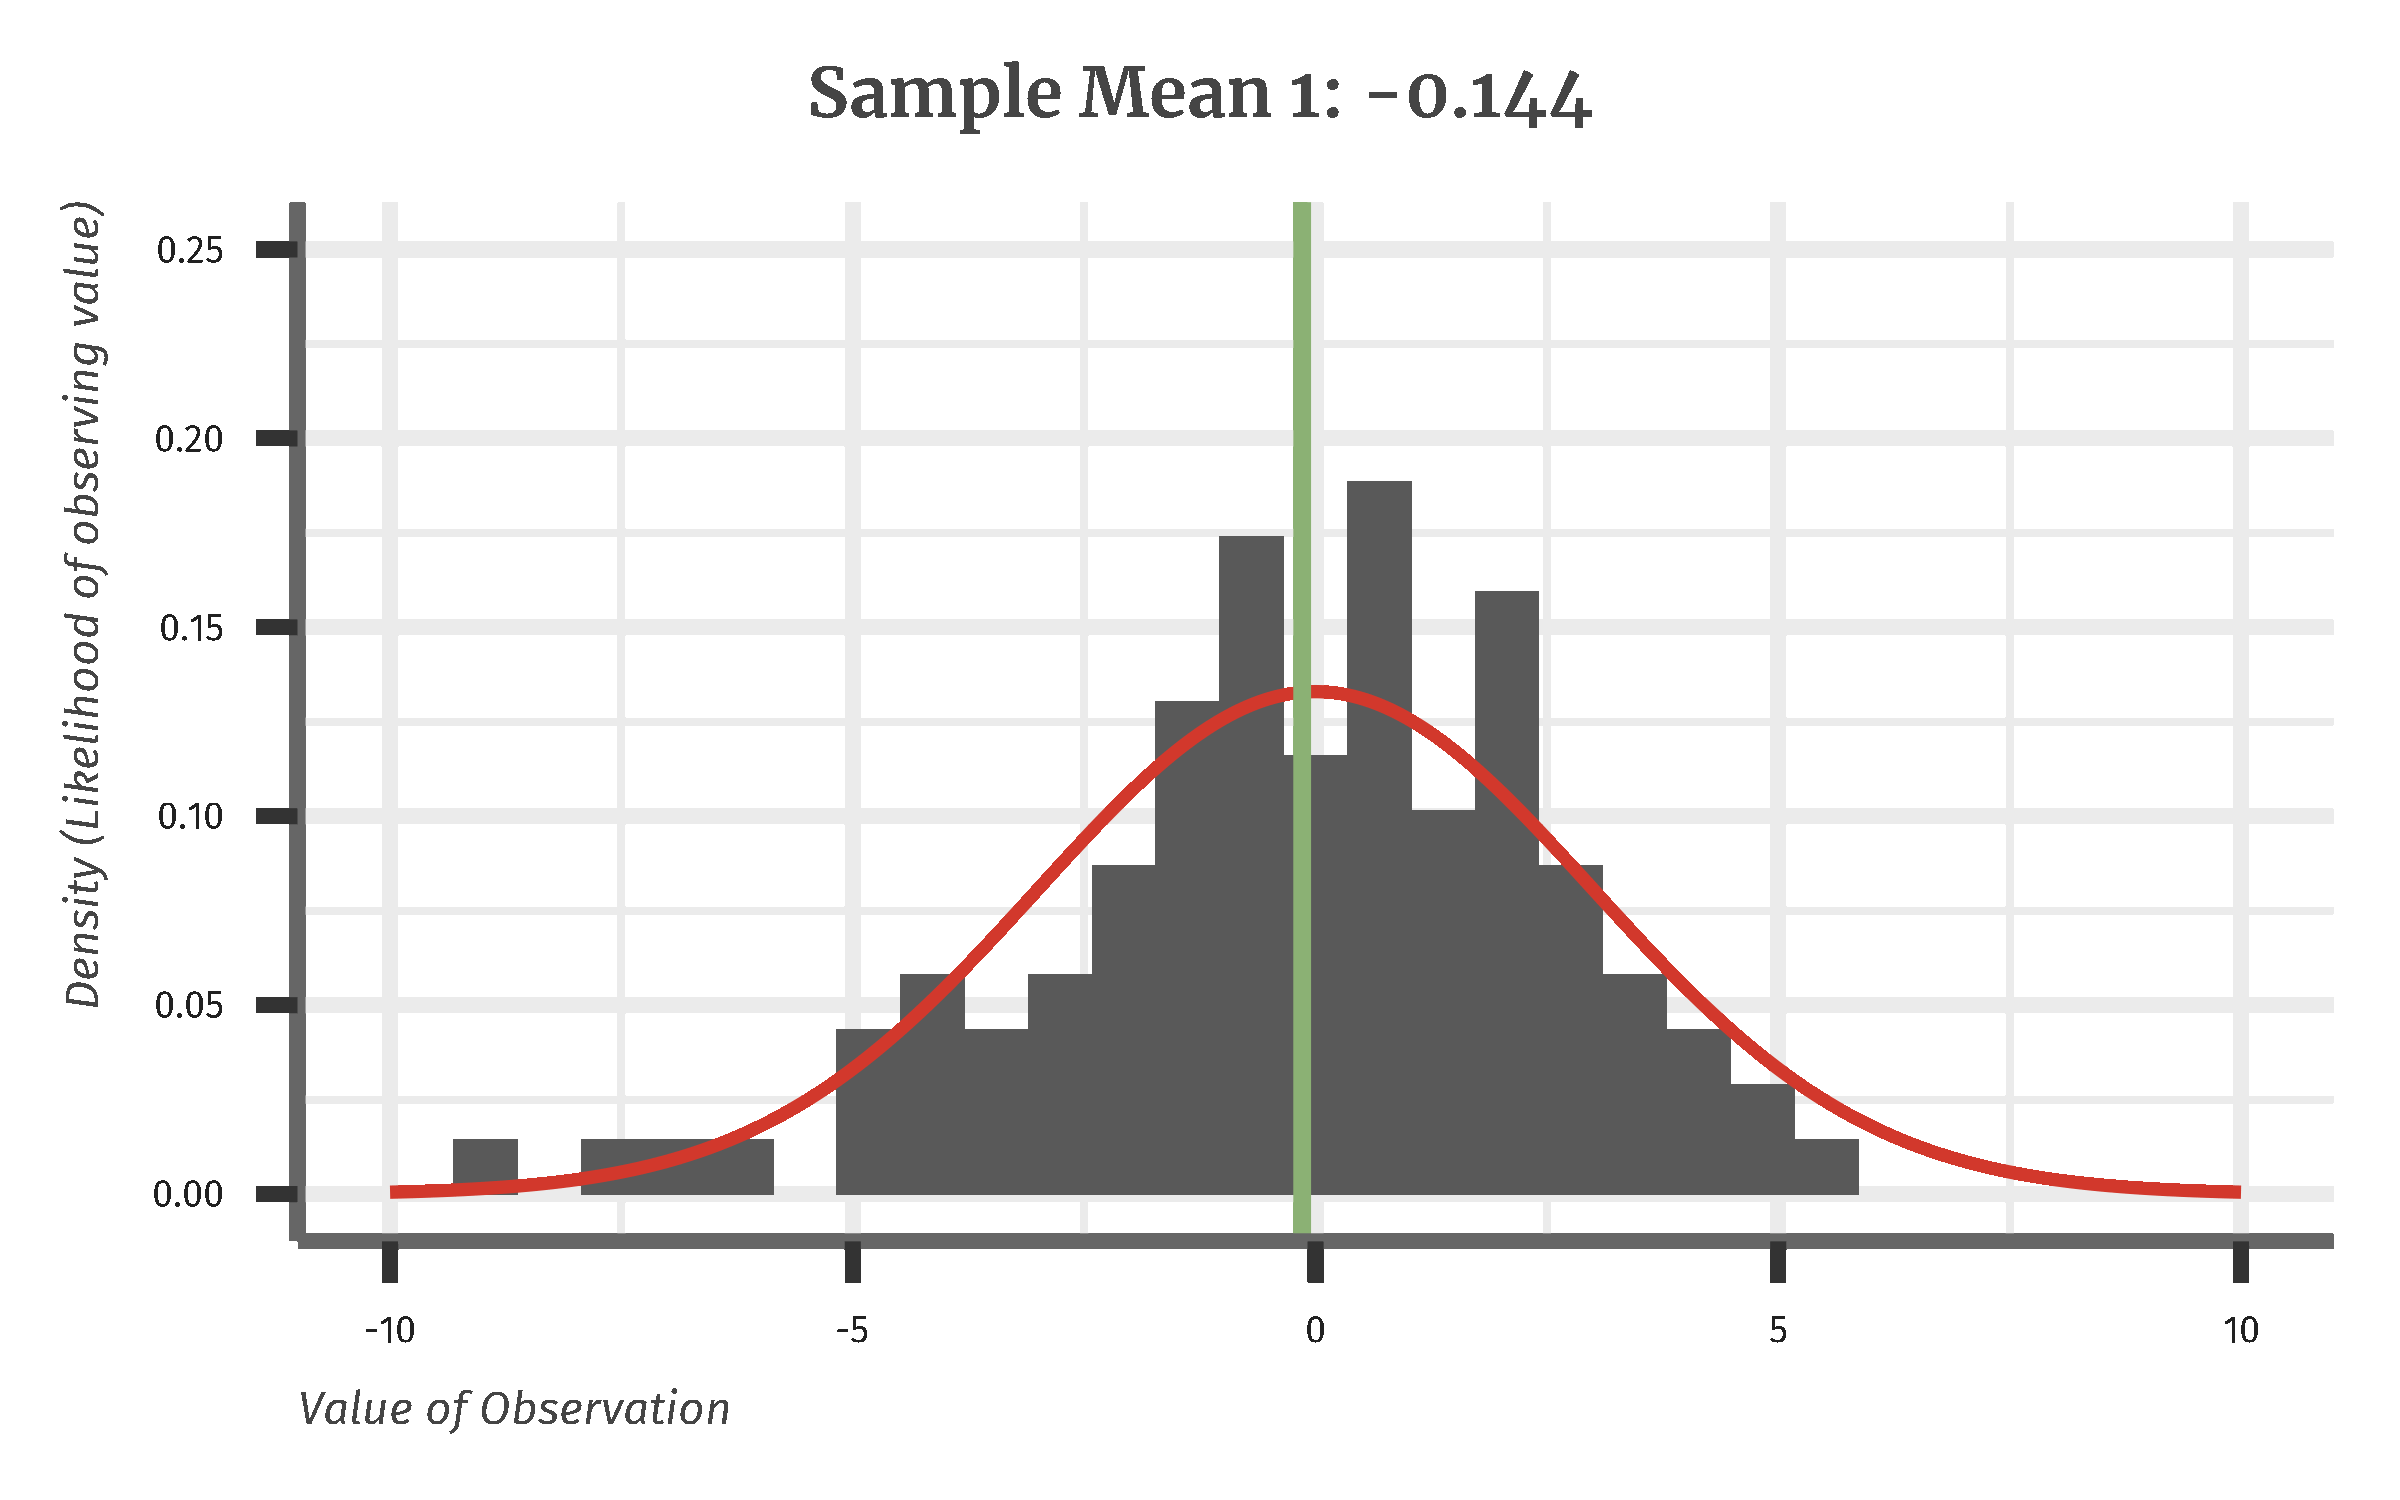 Sample Mean 1: -0.144
Density (Likelihood of observing value)
0.25
0.20
0.15
0.10
0.05
0.00
-10 -5 0 5 10
Value of Observation